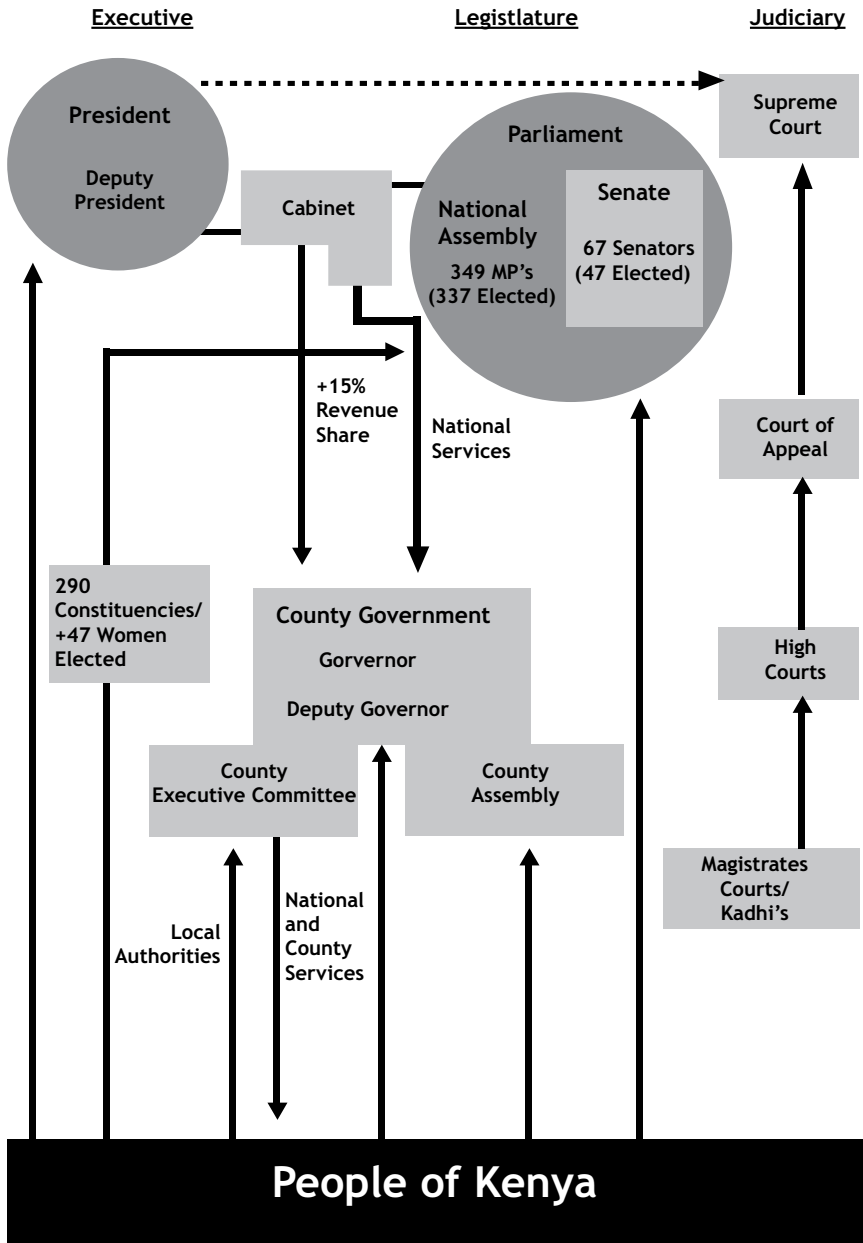 Executive
Legistlature
Judiciary
President
Deputy
President
Cabinet
Parliament
National
Assembly
349 MP's
(337 Elected)
Senate
67 Senators
(47 Elected)
Supreme
Court
+15%
Revenue
Share
National
Services
Court of
Appeal
290
Constituencies/
+47 Women
Elected
County Government
Gorvernor
Deputy Governor
County
Executive Committee
County
Assembly
High
Courts
Magistrates
Courts/
Kadhi's
Local
Authorities
National
and
County
Services
People of Kenya